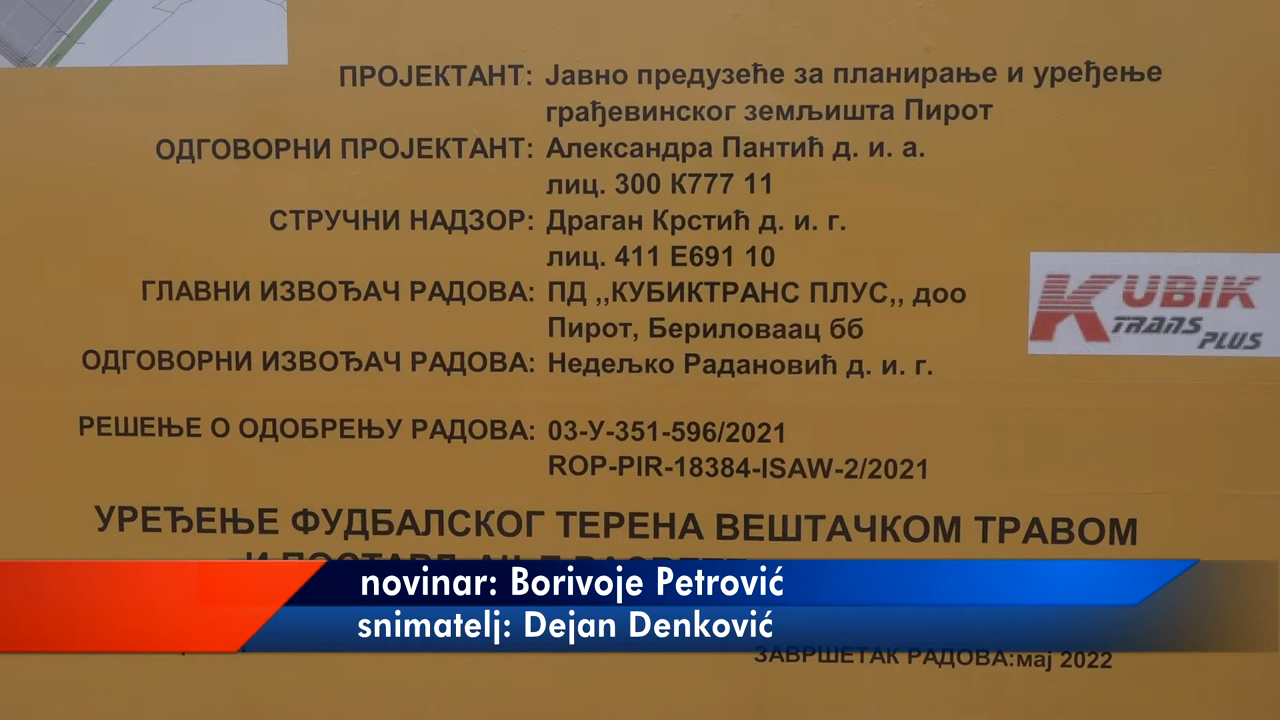 ПРОЈЕКТАНТ: Јавно предузеће за планирање и уређење
грађевинског земљишта Пирот
ОДГОВОРНИ ПРОЈЕКТАНТ: Александра Пантић д. и. а.
лиц. 300 К777 11
СТРУЧНИ НАДЗОР: Драган Крстић д. и. г.
лиц. 411 Е691 10
ГЛАВНИ ИЗВОЂАЧ РАДОВА: ПД ,,КУБИКТРАНС ПЛУС,, доо
Пирот, Бериловаац бб
KUBIK
TRANS
PLUS
ОДГОВОРНИ ИЗВОЂАЧ РАДОВА: Недељко Радановић д. и. г.
РЕШЕЊЕ О ОДОБРЕЊУ РАДОВА: 03-У-351-596/2021
ROP-PIR-18384-ISAW-2/2021
УРЕЂЕЊЕ ФУДБАЛСКОГ ТЕРЕНА ВЕШТАЧКОМ ТРАВОМ
novinar: Borivoje Petrović
snimatelj: Dejan Denković
ЗАВРШЕТАК РАДОВА:мај 2022